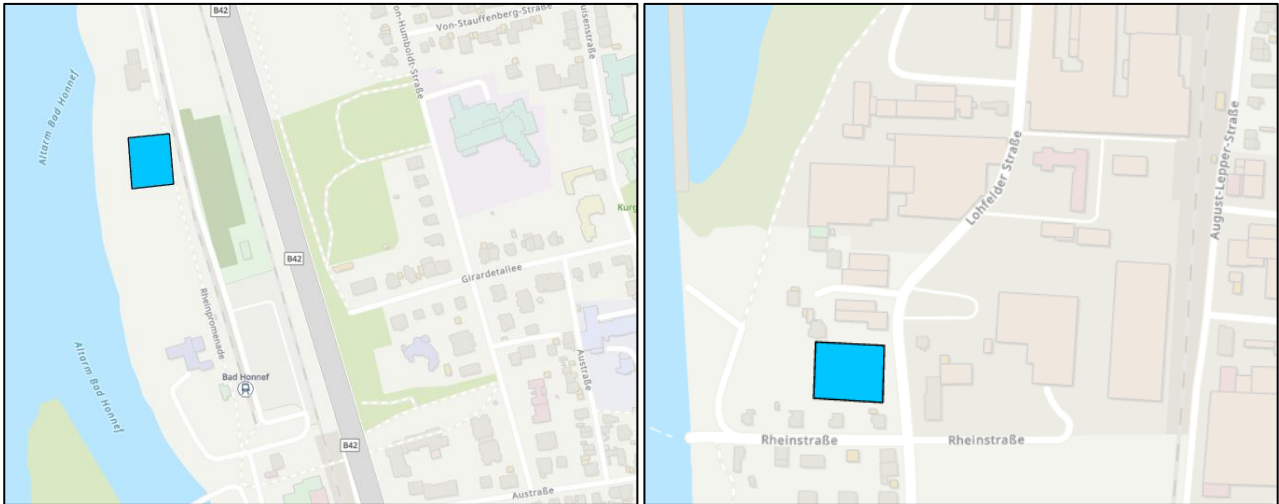 B42
Von-Stauffenberg-Straße
Von-Humboldt-Straße
uisenstraße
Altarm Bad Honnef
Kurg
B42
Girardetallee
Rheinpromenade
Altarm Bad Honnef
Bad Honnef
Austraße
B42
Austraße
August-Lepper-Straße
Lohfelder Straße
Rheinstraße
Rheinstraße